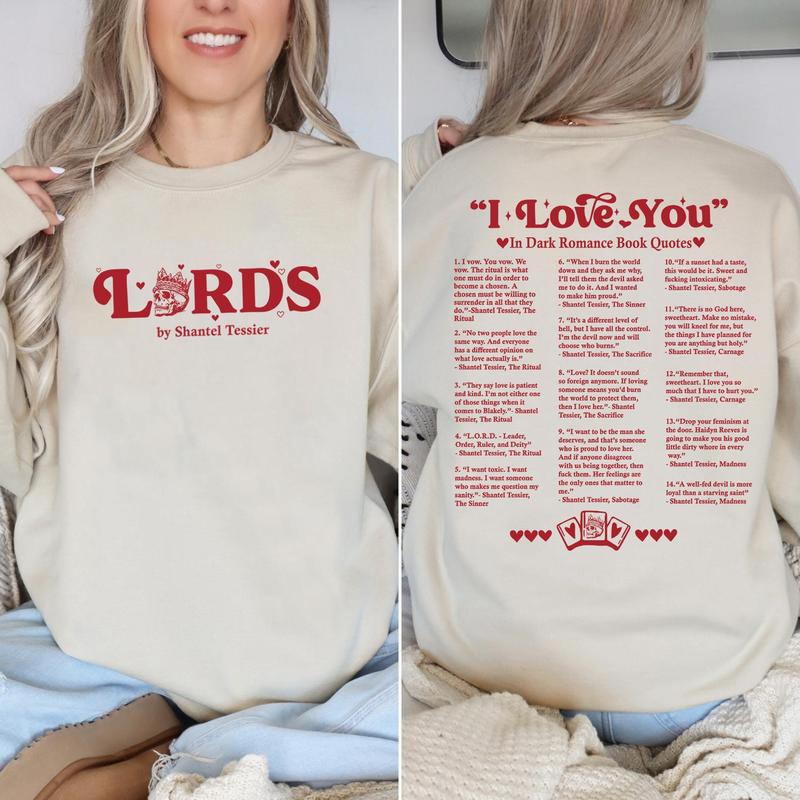 LORDS
by Shantel Tessier
“I Love You”
In Dark Romance Book Quotes
1. I vow. You vow. We
vow. The ritual is what
one must do in order to
become a chosen. A
chosen must be willing to
surrender in all that they
do."-Shantel Tessier, The
Ritual
2. “No two people love the
same way. And everyone
has a different opinion on
what love actually is.”
- Shantel Tessier, The Ritual
3. “They say love is patient
and kind. I'm not either one
of those things when it
comes to Blakely.”- Shantel
Tessier, The Ritual
4. “L.O.R.D. - Leader,
Order, Ruler, and Deity”
- Shantel Tessier, The Ritual
5. “I want toxic. I want
madness. I want someone
who makes me question my
sanity.”- Shantel Tessier,
The Sinner
6. “When I burn the world
down and they ask me why,
I'll tell them the devil asked
me to do it. And I wanted
to make him proud.”
- Shantel Tessier, The Sinner
7. “It's a different level of
hell, but I have all the control.
I'm the devil now and will
choose who burns.”
- Shantel Tessier, The Sacrifice
8. “Love? It doesn't sound
so foreign anymore. If loving
someone means you'd burn
the world to protect them,
then I love her.”- Shantel
Tessier, The Sacrifice
9. “I want to be the man she
deserves, and that's someone
who is proud to love her.
And if anyone disagrees
with us being together, then
fuck them. Her feelings are
the only ones that matter to
me.”
- Shantel Tessier, Sabotage
10.“If a sunset had a taste,
this would be it. Sweet and
fucking intoxicating.”
- Shantel Tessier, Sabotage
11.“There is no God here,
sweetheart. Make no mistake,
you will kneel for me, but
the things I have planned for
you are anything but holy.”
- Shantel Tessier, Carnage
12.“Remember that,
sweetheart. I love you so
much that I have to hurt you.”
- Shantel Tessier, Carnage
13.“Drop your feminism at
the door. Haidyn Reeves is
going to make you his good
little dirty whore in every
way.”
- Shantel Tessier, Madness
14.“A well-fed devil is more
loyal than a starving saint”
- Shantel Tessier, Madness